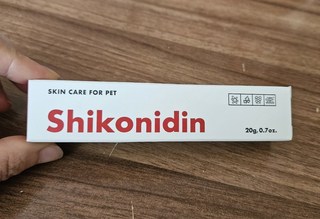 SKIN CARE FOR PET
Shikonidin
20g. 0.7oz.